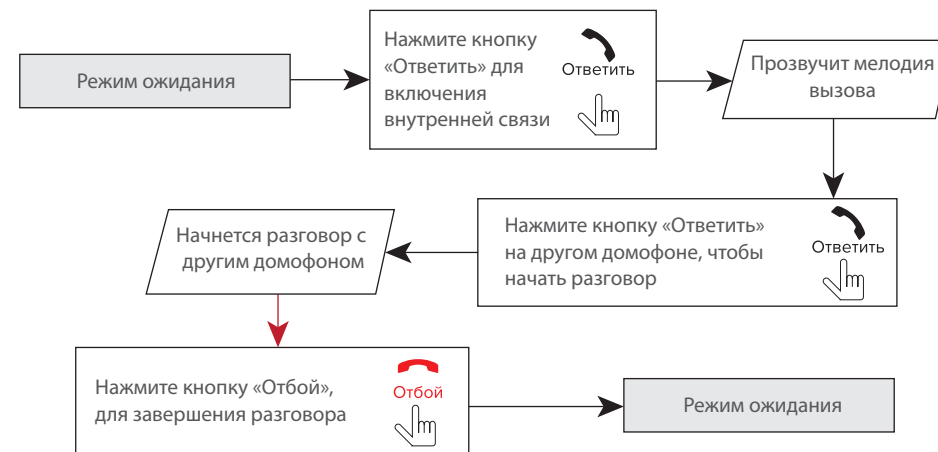 Режим ожидания
Нажмите кнопку
«Ответить» для
включения
внутренней связи
Ответить
Прозвучит мелодия
вызова
Нажмите кнопку «Ответить»
на другом домофоне, чтобы
начать разговор
Ответить
Начнется разговор с
другим домофоном
Нажмите кнопку «Отбой»,
для завершения разговора
Отбой
Режим ожидания